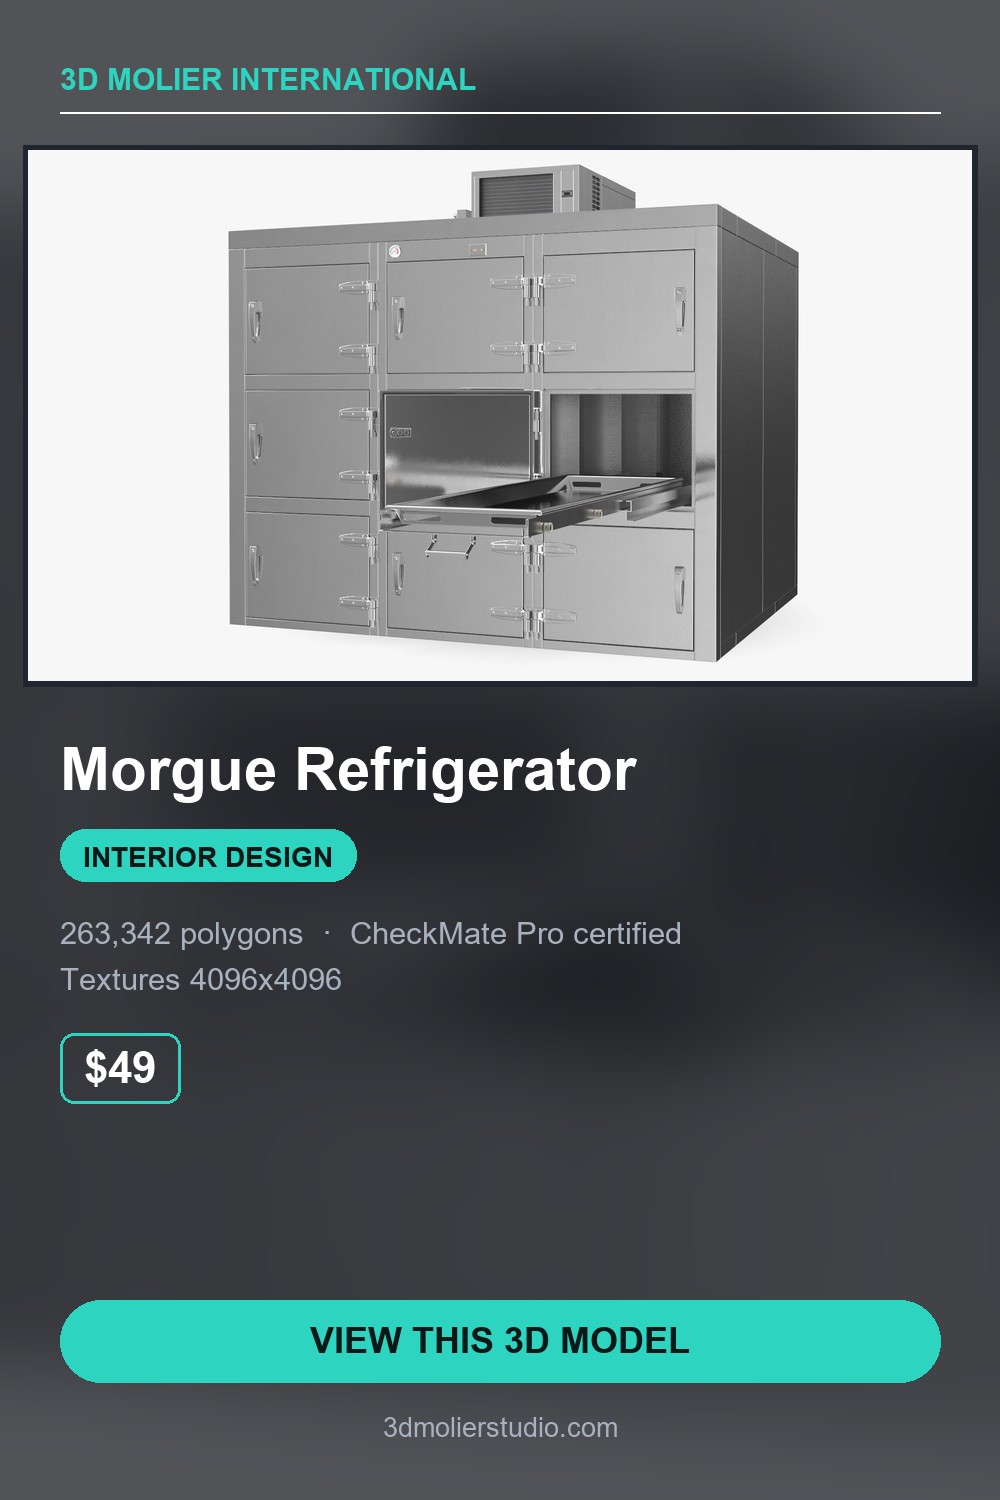 3D MOLIER INTERNATIONAL
Morgue Refrigerator
INTERIOR DESIGN
263,342 polygons · CheckMate Pro certified
Textures 4096x4096
$49
VIEW THIS 3D MODEL
3dmolierstudio.com